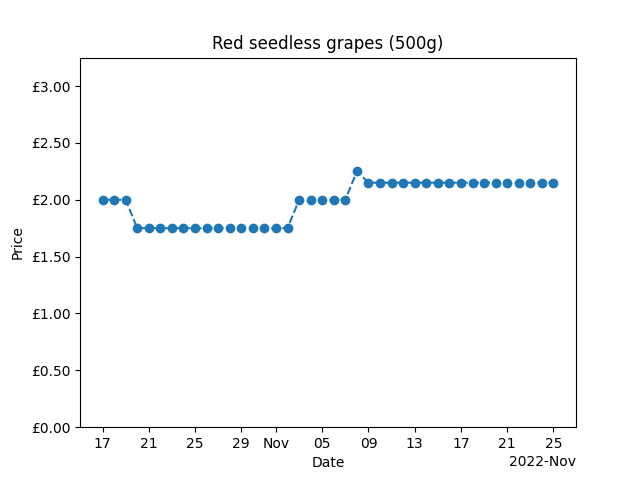 Red seedless grapes (500g)
£3.00
£2.50
£2.00
£1.50
£1.00
£0.50
£0.00
Price
17 21 25 29 Nov 05 09 13 17 21 25
Date
2022-Nov